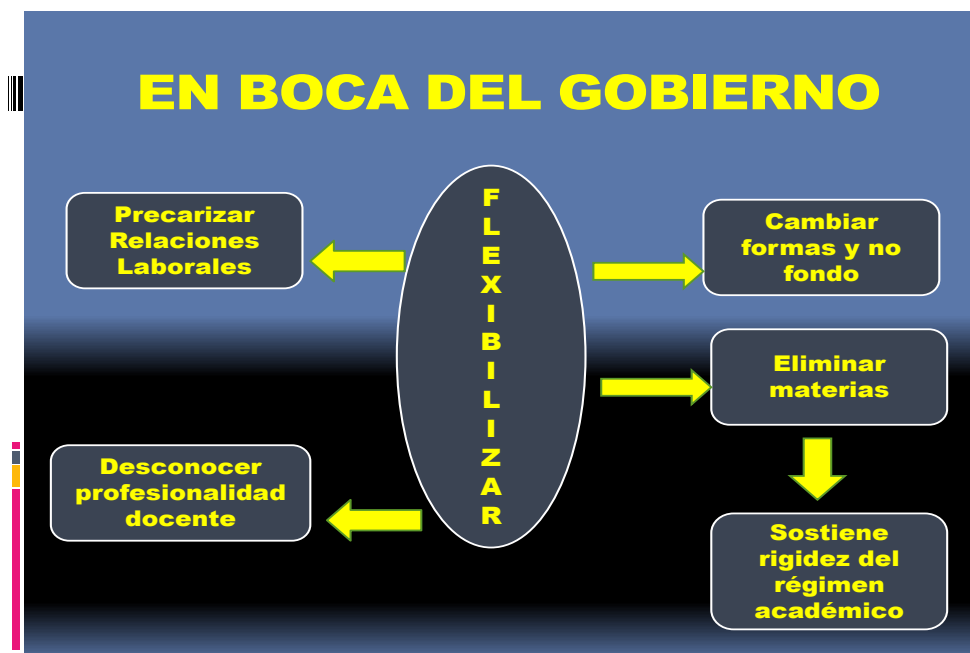 EN BOCA DEL GOBIERNO
Precarizar
Relaciones
Laborales
F
L
E
X
I
B
I
L
I
Z
A
R
Cambiar
formas y no
fondo
Eliminar
materias
Desconocer
profesionalidad
docente
Sostiene
rigidez del
régimen
académico